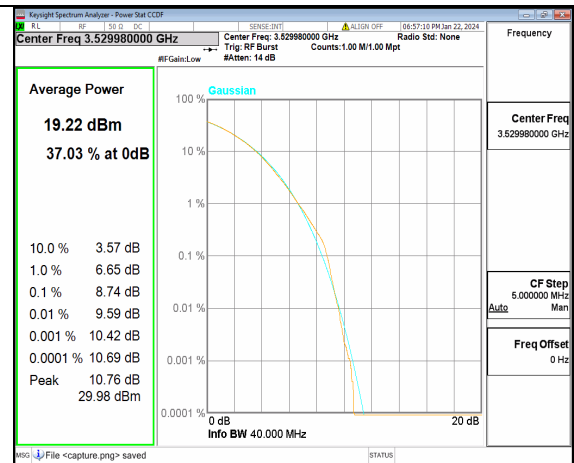 Keysight Spectrum Analyzer - Power Stat CCDF
LXI RL RF 50 Ω DC SENSE:INT ALIGN OFF 06:57:10 PM Jan 22, 2024
Center Freq 3.529980000 GHz
Center Freq: 3.529980000 GHz Radio Std: None
Trig: RF Burst Counts:1.00 M/1.00 Mpt
#IFGain:Low #Atten: 14 dB
Frequency
Average Power
19.22 dBm
37.03 % at 0dB
10.0 % 3.57 dB
1.0 % 6.65 dB
0.1 % 8.74 dB
0.01 % 9.59 dB
0.001 % 10.42 dB
0.0001 % 10.69 dB
Peak 10.76 dB
29.98 dBm
Gaussian
100 %
10 %
1 %
0.1 %
0.01 %
0.001 %
0.0001 %
0 dB 20 dB
Info BW 40.000 MHz
Center Freq
3.529980000 GHz
CF Step
5.000000 MHz
Auto Man
Freq Offset
0 Hz
MSG File <capture.png> saved STATUS